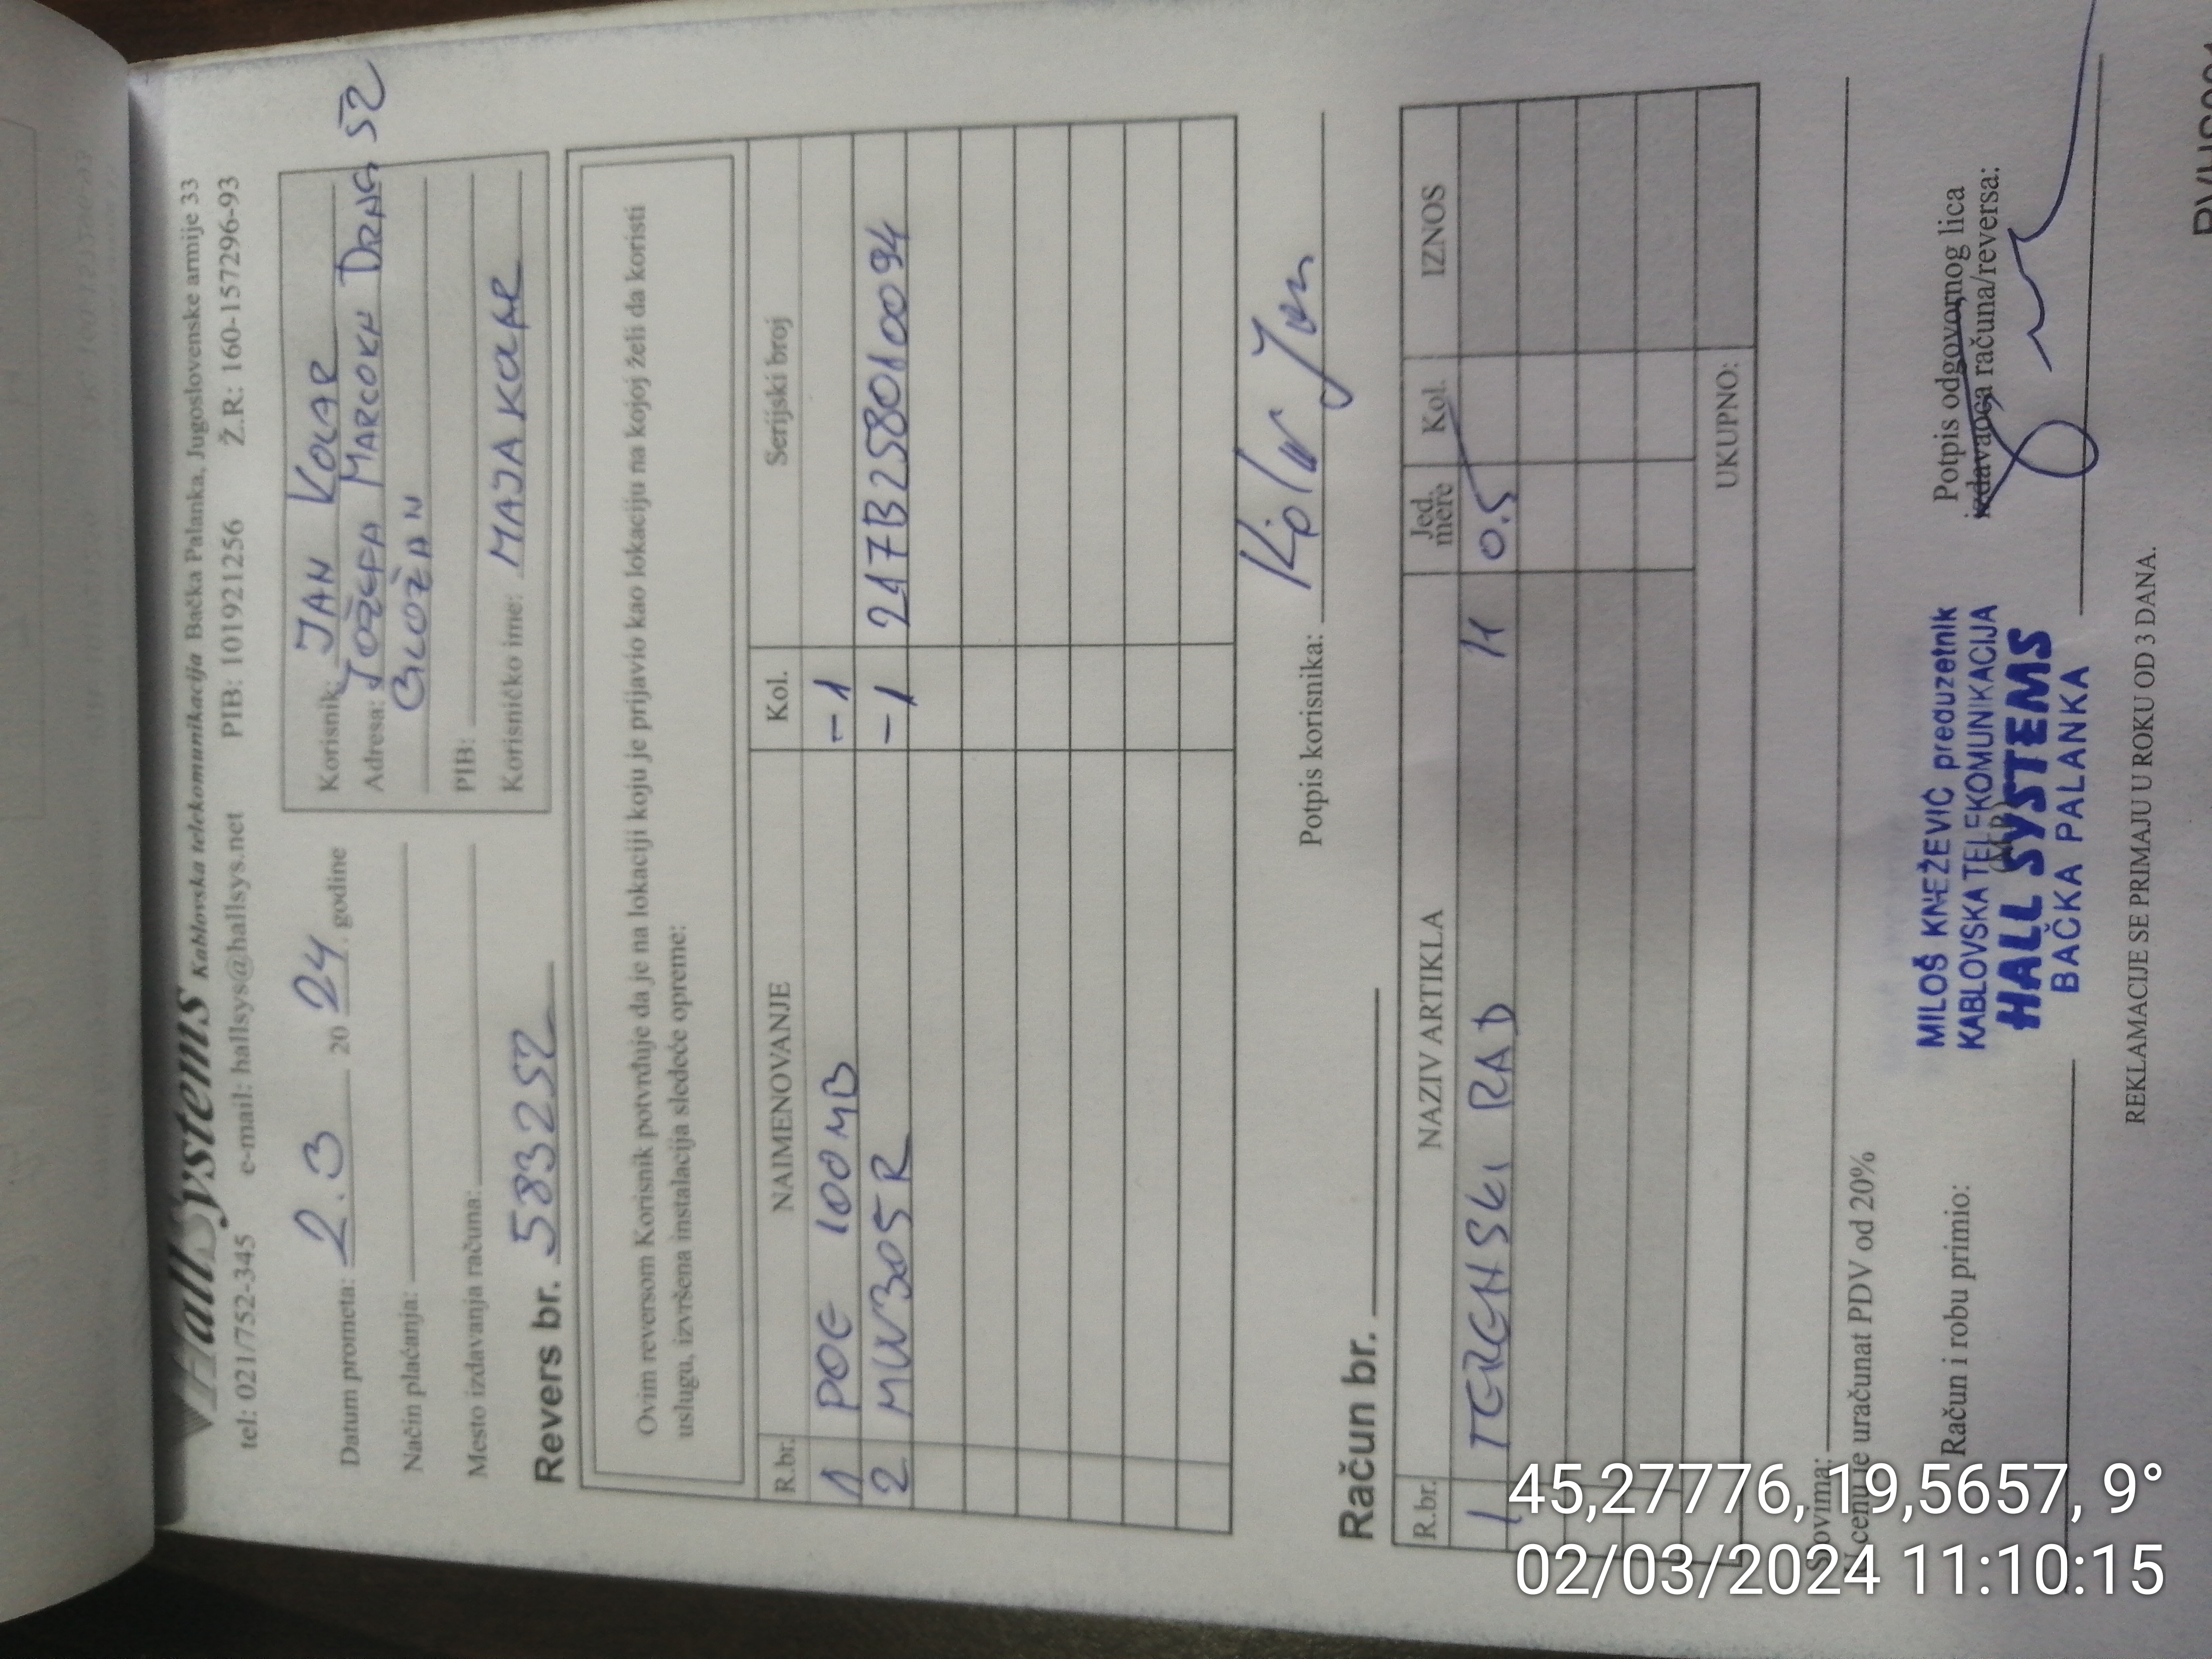 HallSystems Kablovska telekomunikacija Bačka Palanka, Jugoslovenske armije 33
tel: 021/752-345 e-mail: hallsys@hallsys.net PIB: 101921256 Ž.R: 160-157296-93
Datum prometa: 2.3 2024. godine
Način plaćanja:
Mesto izdavanja računa:
Revers br. 583252
Korisnik: JAN KOLAR
Adresa: JOŽEFA MARČOKA 52
GLOŽAN
PIB:
Korisničko ime: MAJAKOLAR
Ovim reversom Korisnik potvrđuje da je na lokaciji koju je prijavio kao lokaciju na kojoj želi da koristi
uslugu, izvršena instalacija sledeće opreme:
R.br. NAIMENOVANJE Kol. Serijski broj
1 POE 100MB -1
2 MW305R -1 217B258010094
Potpis korisnika: Kolar Jan
Račun br.
R.br. NAZIV ARTIKLA Jed. mere Kol. IZNOS
1 TERENSKI RAD H 0.5
UKUPNO:
Slovima:
U cenu je uračunat PDV od 20%
Račun i robu primio:
MILOŠ KNEŽEVIĆ preduzetnik
KABLOVSKA TELEKOMUNIKACIJA
HALL SYSTEMS
BAČKA PALANKA
Potpis odgovornog lica
izdavaoca računa/reversa:
REKLAMACIJE SE PRIMAJU U ROKU OD 3 DANA.
45,27776, 19,5657, 9°
02/03/2024 11:10:15